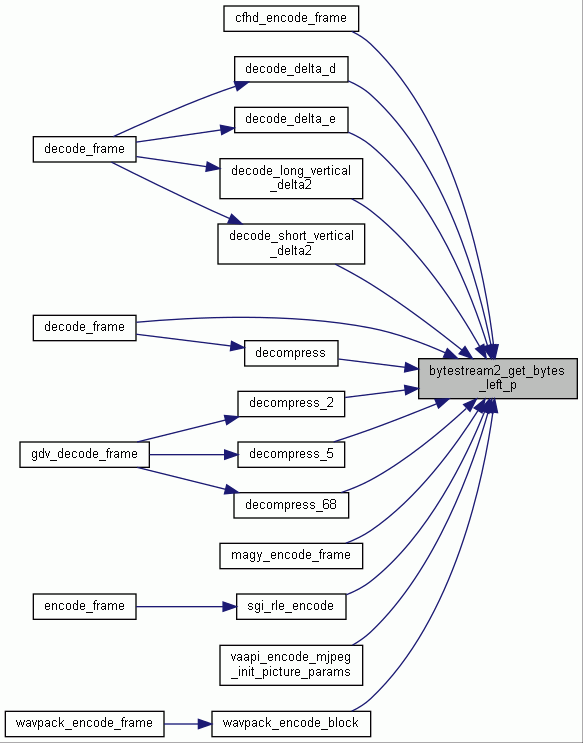 cfhd_encode_frame
decode_delta_d
decode_delta_e
decode_frame
decode_long_vertical
_delta2
decode_short_vertical
_delta2
decode_frame
decompress
bytestream2_get_bytes
_left_p
decompress_2
gdv_decode_frame
decompress_5
decompress_68
magy_encode_frame
encode_frame
sgi_rle_encode
vaapi_encode_mjpeg
_init_picture_params
wavpack_encode_frame
wavpack_encode_block